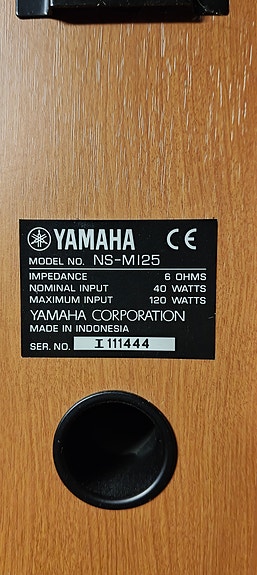 YAMAHA CE
MODEL NO. NS-M125
IMPEDANCE 6 OHMS
NOMINAL INPUT 40 WATTS
MAXIMUM INPUT 120 WATTS
YAMAHA CORPORATION
MADE IN INDONESIA
SER. NO. I 111444